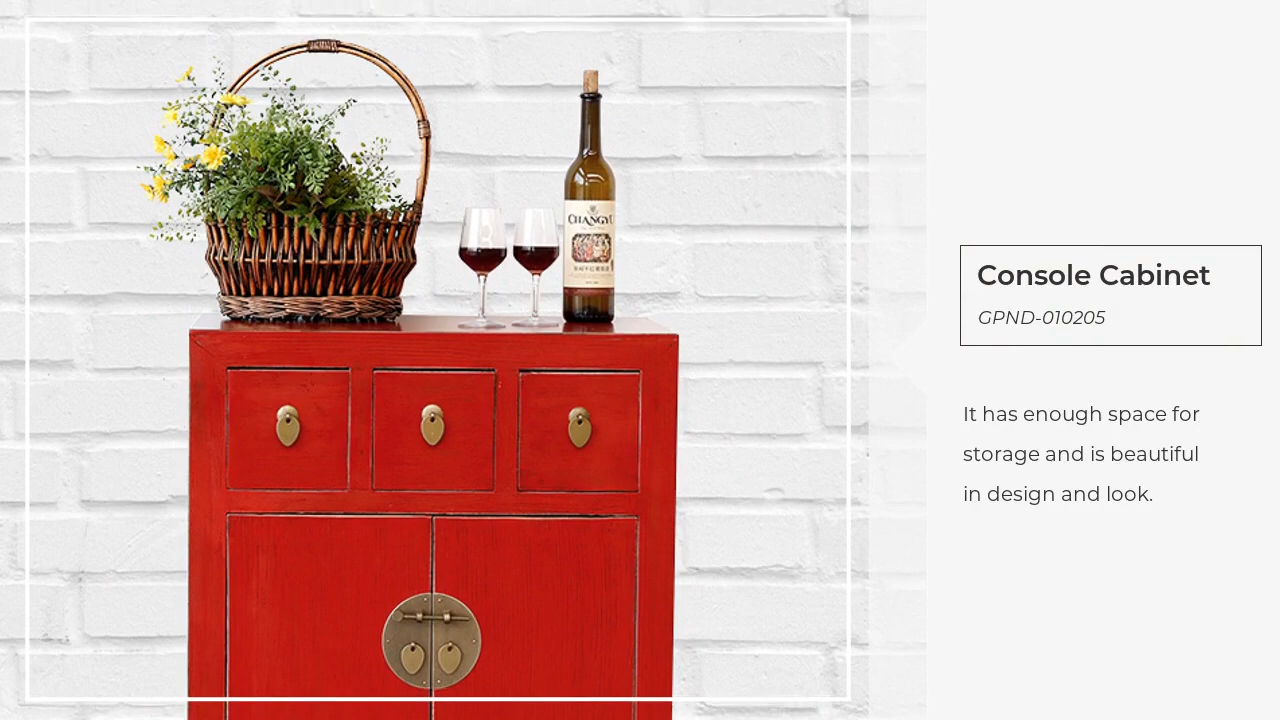 CHANGYU
Console Cabinet
GPND-010205
It has enough space for
storage and is beautiful
in design and look.